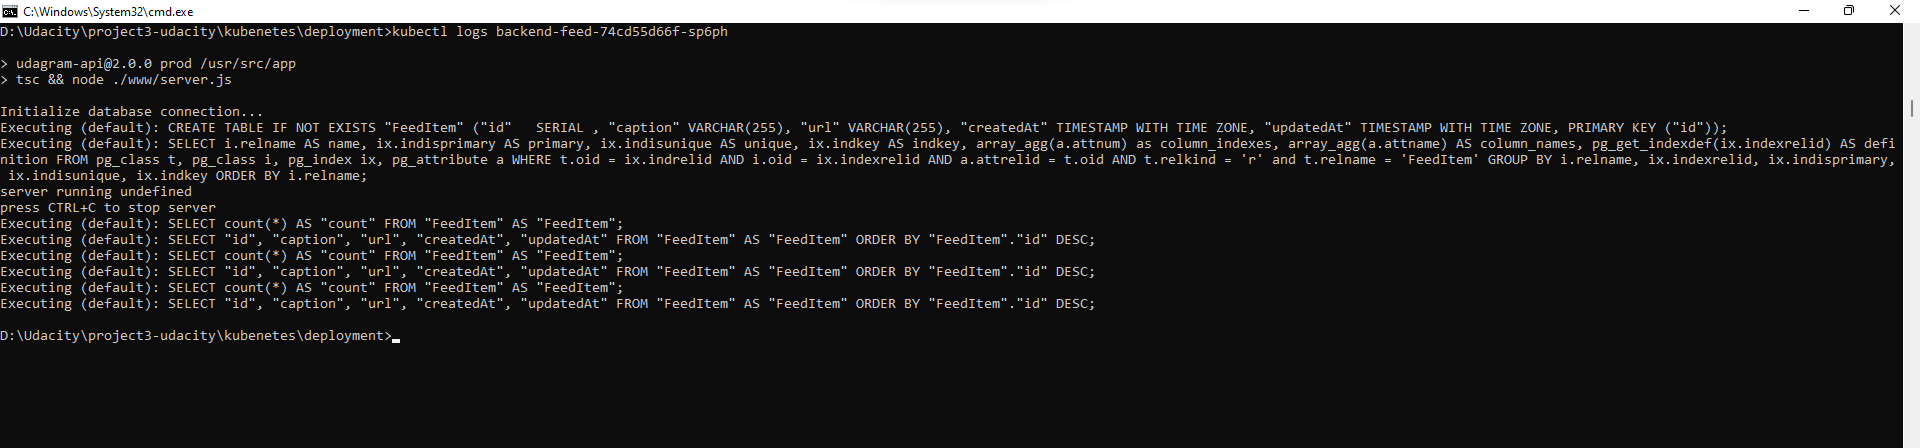 C:\Windows\System32\cmd.exe
D:\Udacity\project3-udacity\kubenetes\deployment>kubectl logs backend-feed-74cd55d66f-sp6ph
> udagram-api@2.0.0 prod /usr/src/app
> tsc && node ./www/server.js
Initialize database connection...
Executing (default): CREATE TABLE IF NOT EXISTS "FeedItem" ("id"   SERIAL , "caption" VARCHAR(255), "url" VARCHAR(255), "createdAt" TIMESTAMP WITH TIME ZONE, "updatedAt" TIMESTAMP WITH TIME ZONE, PRIMARY KEY ("id"));
Executing (default): SELECT i.relname AS name, ix.indisprimary AS primary, ix.indisunique AS unique, ix.indkey AS indkey, array_agg(a.attnum) as column_indexes, array_agg(a.attname) AS column_names, pg_get_indexdef(ix.indexrelid) AS defi
nition FROM pg_class t, pg_class i, pg_index ix, pg_attribute a WHERE t.oid = ix.indrelid AND i.oid = ix.indexrelid AND a.attrelid = t.oid AND t.relkind = 'r' and t.relname = 'FeedItem' GROUP BY i.relname, ix.indexrelid, ix.indisprimary,
 ix.indisunique, ix.indkey ORDER BY i.relname;
server running undefined
press CTRL+C to stop server
Executing (default): SELECT count(*) AS "count" FROM "FeedItem" AS "FeedItem";
Executing (default): SELECT "id", "caption", "url", "createdAt", "updatedAt" FROM "FeedItem" AS "FeedItem" ORDER BY "FeedItem"."id" DESC;
Executing (default): SELECT count(*) AS "count" FROM "FeedItem" AS "FeedItem";
Executing (default): SELECT "id", "caption", "url", "createdAt", "updatedAt" FROM "FeedItem" AS "FeedItem" ORDER BY "FeedItem"."id" DESC;
Executing (default): SELECT count(*) AS "count" FROM "FeedItem" AS "FeedItem";
Executing (default): SELECT "id", "caption", "url", "createdAt", "updatedAt" FROM "FeedItem" AS "FeedItem" ORDER BY "FeedItem"."id" DESC;
D:\Udacity\project3-udacity\kubenetes\deployment>